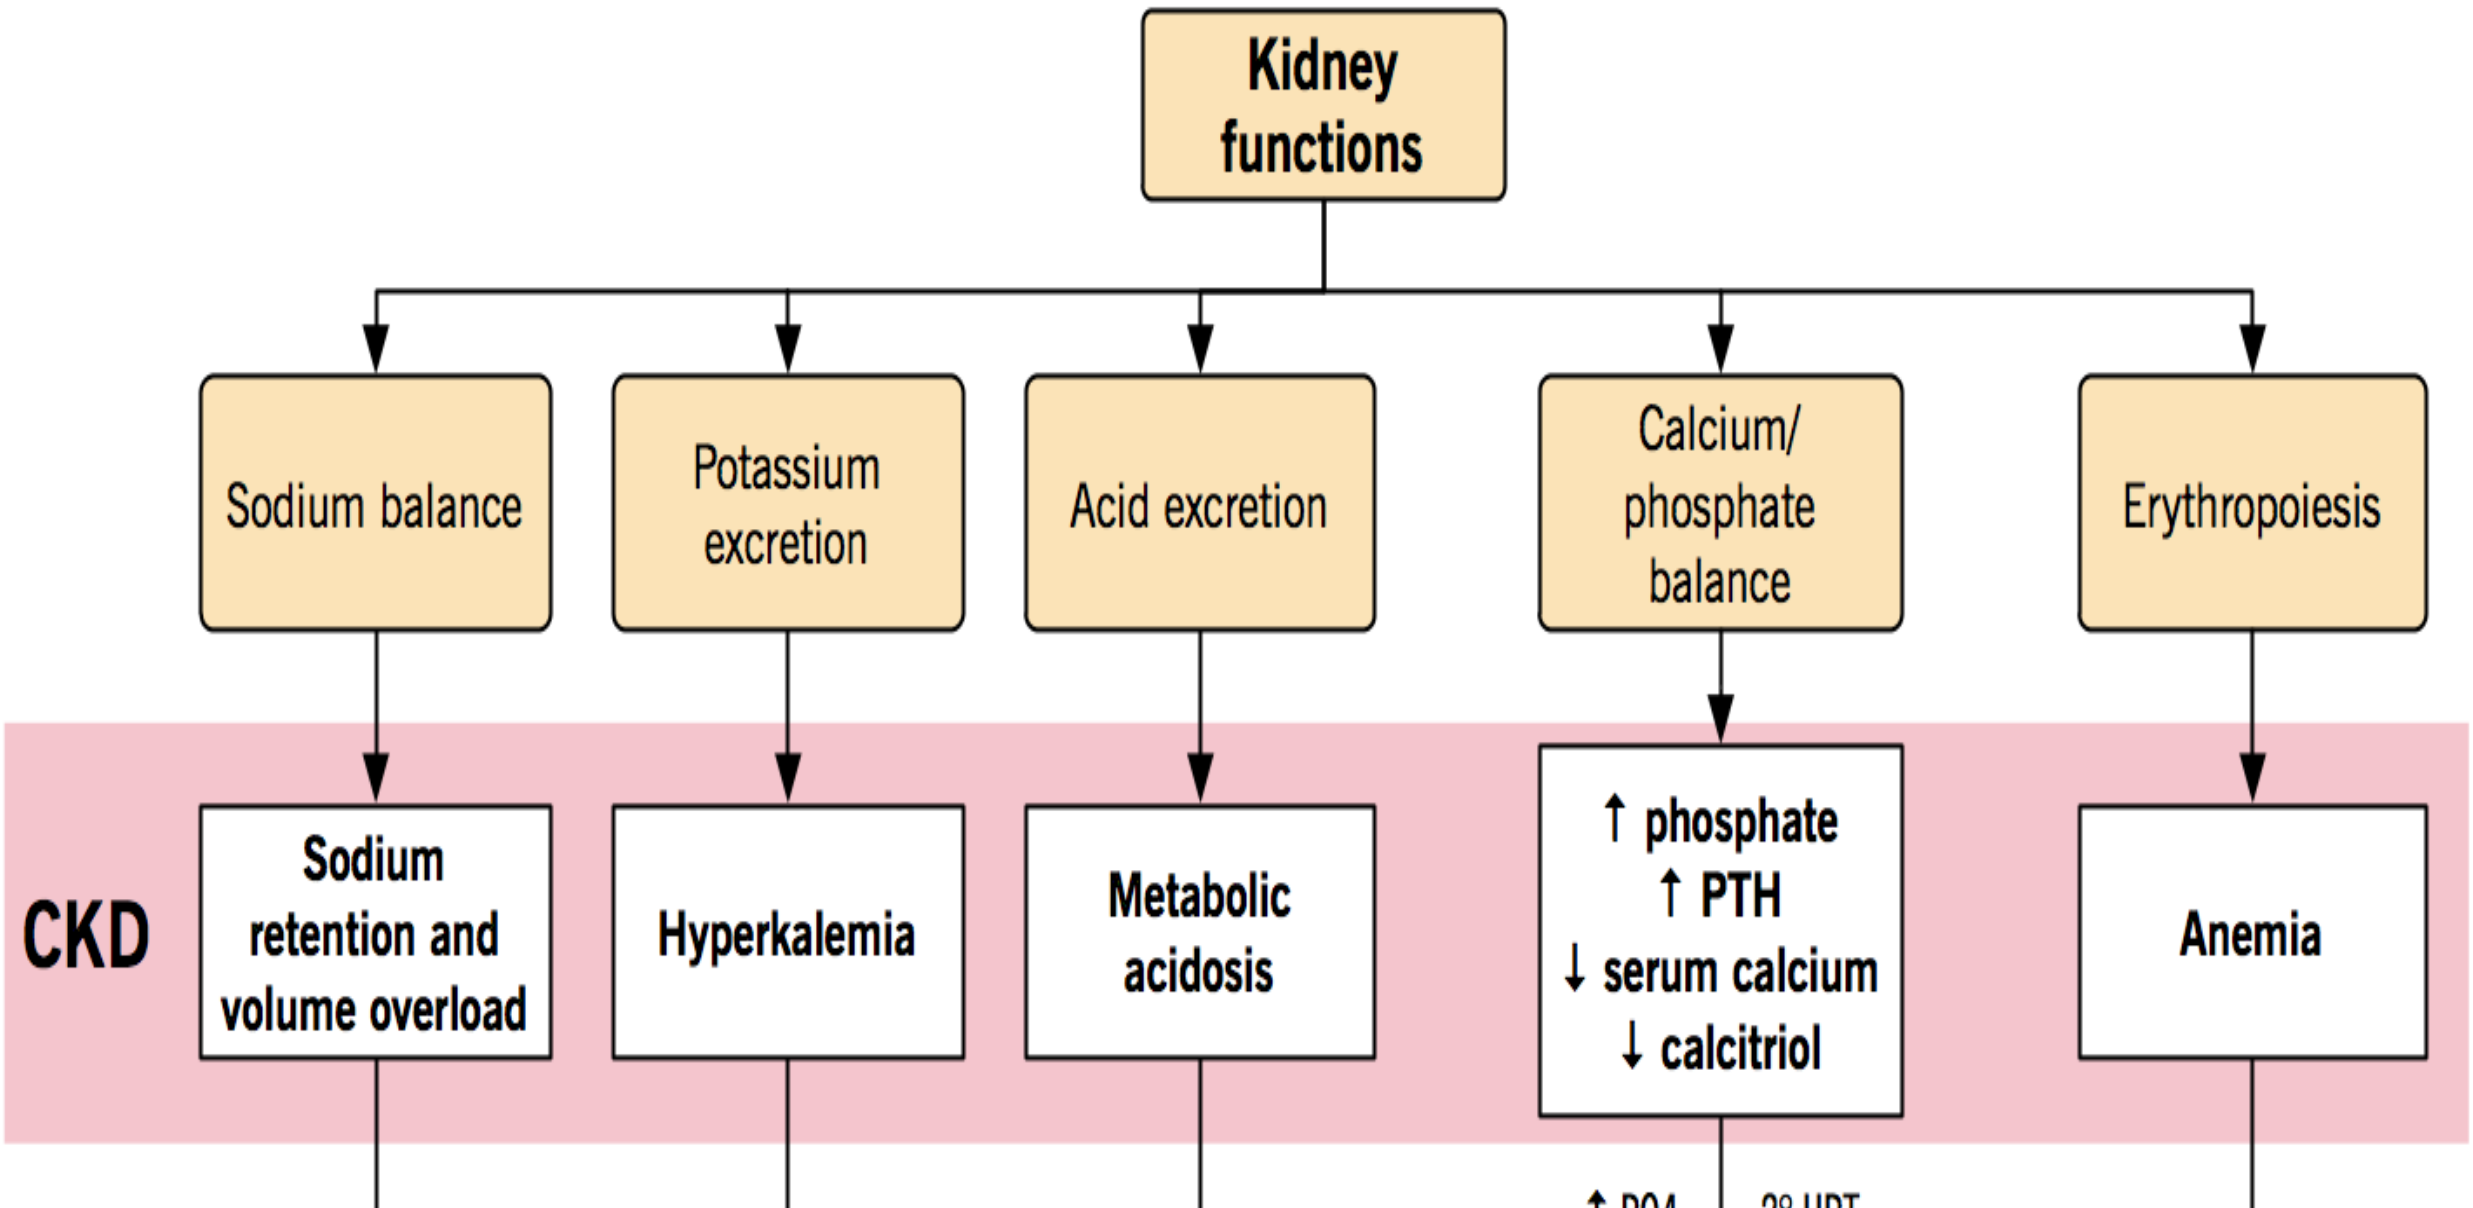 Kidney
functions
Sodium balance
Potassium
excretion
Acid excretion
Calcium/
phosphate
balance
Erythropoiesis
CKD
Sodium
retention and
volume overload
Hyperkalemia
Metabolic
acidosis
↑ phosphate
↑ PTH
↓ serum calcium
↓ calcitriol
Anemia